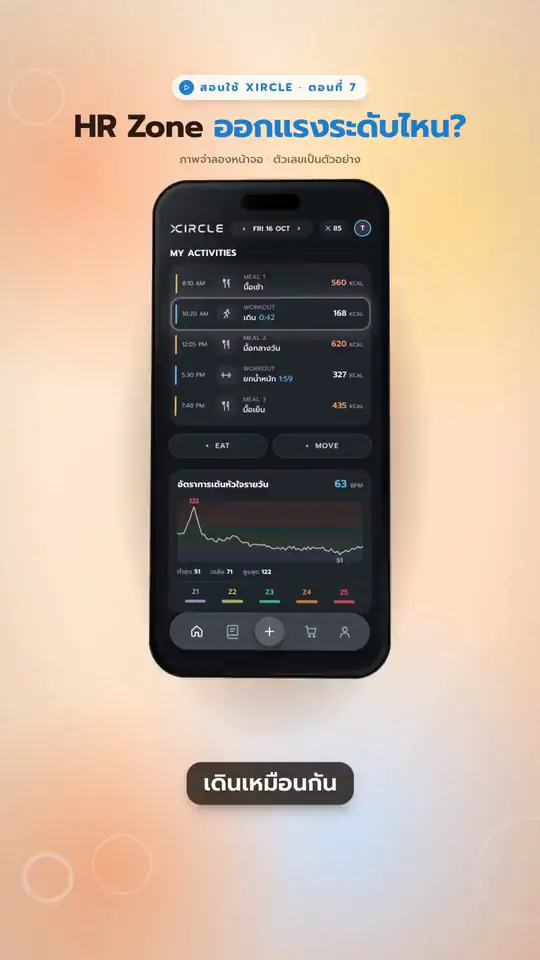 สอนใช้ XIRCLE · ตอนที่ 7
HR Zone ออกแรงระดับไหน?
ภาพจำลองหน้าจอ · ตัวเลขเป็นตัวอย่าง
XIRCLE FRI 16 OCT 85 T
MY ACTIVITIES
8:10 AM MEAL 1 มื้อเช้า 560 KCAL
10:20 AM WORKOUT เดิน 0:42 168 KCAL
12:05 PM MEAL 2 มื้อกลางวัน 620 KCAL
5:30 PM WORKOUT ยกน้ำหนัก 1:59 327 KCAL
7:40 PM MEAL 3 มื้อเย็น 435 KCAL
+ EAT + MOVE
อัตราการเต้นหัวใจรายวัน 63 BPM
122
51
ต่ำสุด 51 เฉลี่ย 71 สูงสุด 122
Z1 Z2 Z3 Z4 Z5
เดินเหมือนกัน